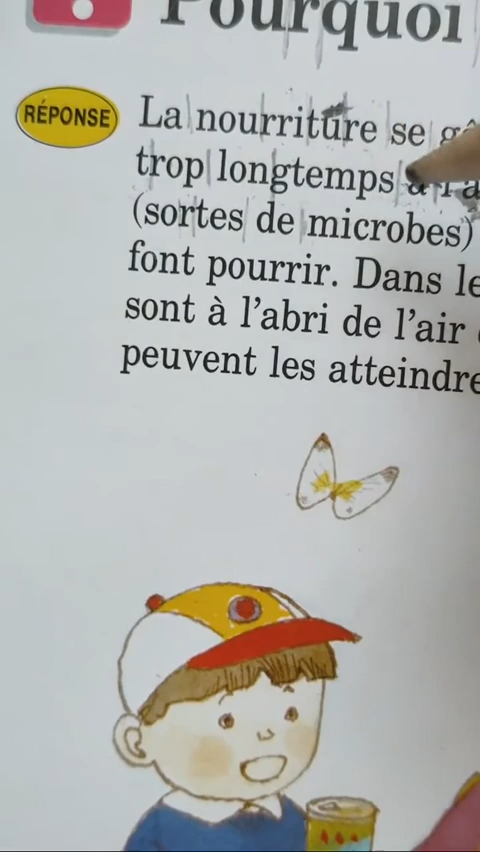 Pourquoi
RÉPONSE
La nourriture se
trop longtemps à
(sortes de microbes)
font pourrir. Dans le
sont à l'abri de l'air
peuvent les atteindre